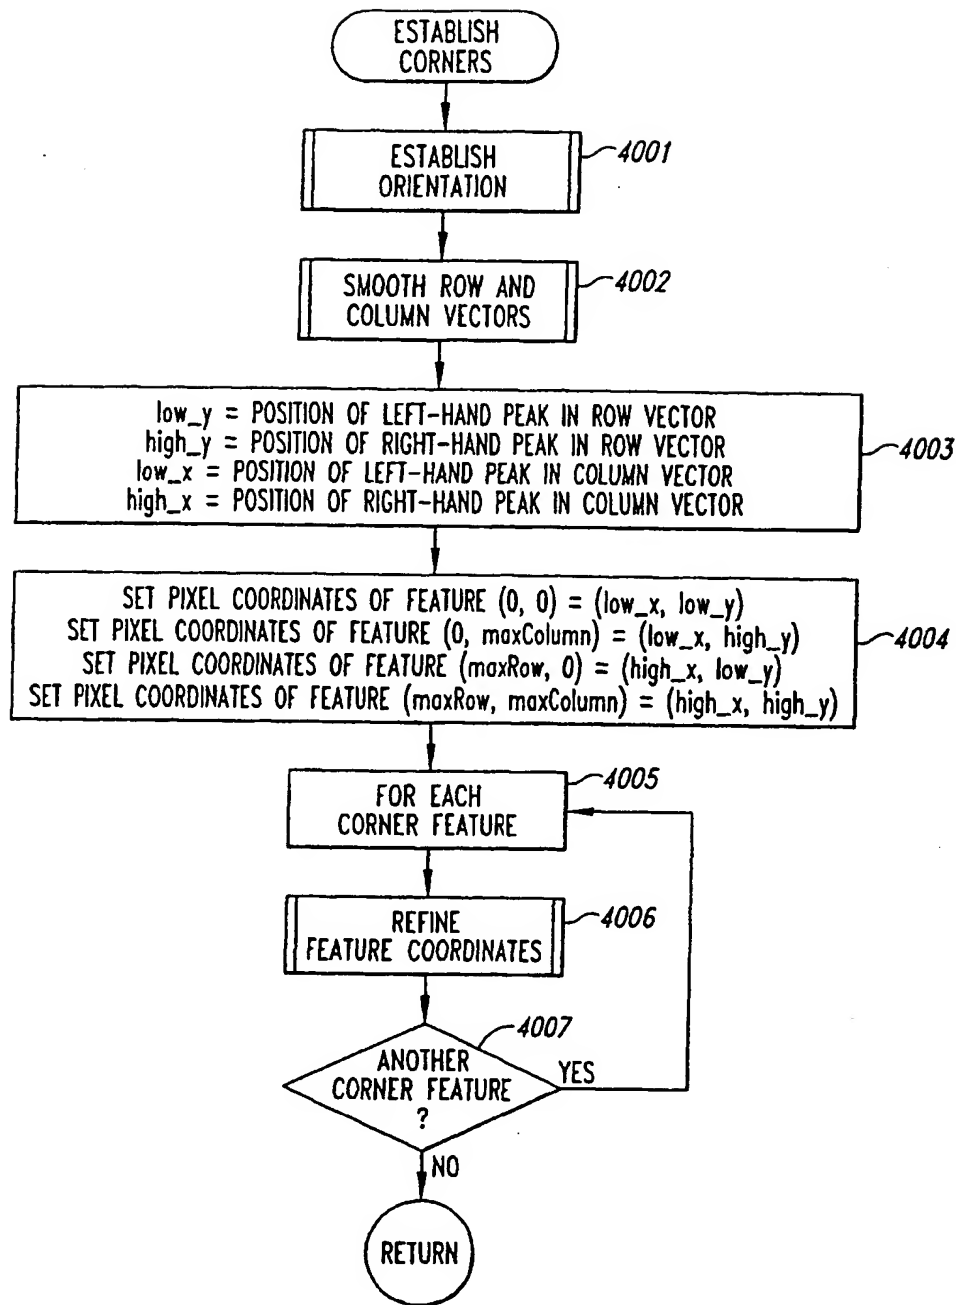 ESTABLISH
CORNERS
ESTABLISH
ORIENTATION
4001
SMOOTH ROW AND
COLUMN VECTORS
4002
low_y = POSITION OF LEFT-HAND PEAK IN ROW VECTOR
high_y = POSITION OF RIGHT-HAND PEAK IN ROW VECTOR
low_x = POSITION OF LEFT-HAND PEAK IN COLUMN VECTOR
high_x = POSITION OF RIGHT-HAND PEAK IN COLUMN VECTOR
4003
SET PIXEL COORDINATES OF FEATURE (0, 0) = (low_x, low_y)
SET PIXEL COORDINATES OF FEATURE (0, maxColumn) = (low_x, high_y)
SET PIXEL COORDINATES OF FEATURE (maxRow, 0) = (high_x, low_y)
SET PIXEL COORDINATES OF FEATURE (maxRow, maxColumn) = (high_x, high_y)
4004
FOR EACH
CORNER FEATURE
4005
REFINE
FEATURE COORDINATES
4006
4007
ANOTHER
CORNER FEATURE
?
YES
NO
RETURN